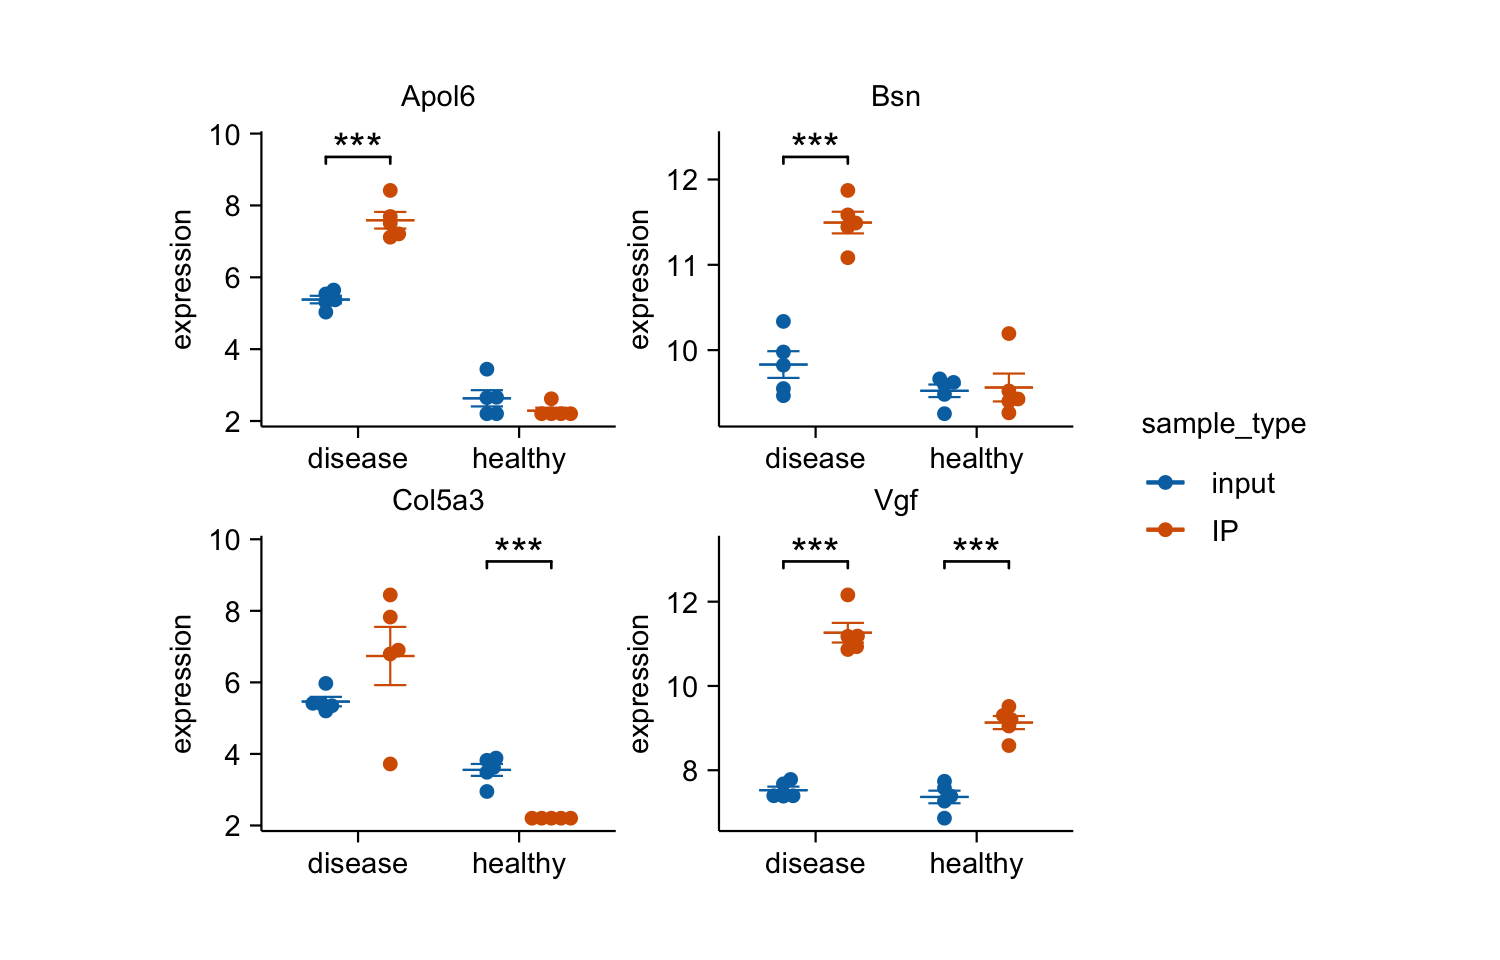 Apol6
***
expression
10
8
6
4
2
disease healthy
Bsn
***
expression
12
11
10
disease healthy
Col5a3
***
expression
10
8
6
4
2
disease healthy
Vgf
*** ***
expression
12
10
8
disease healthy
sample_type
input
IP